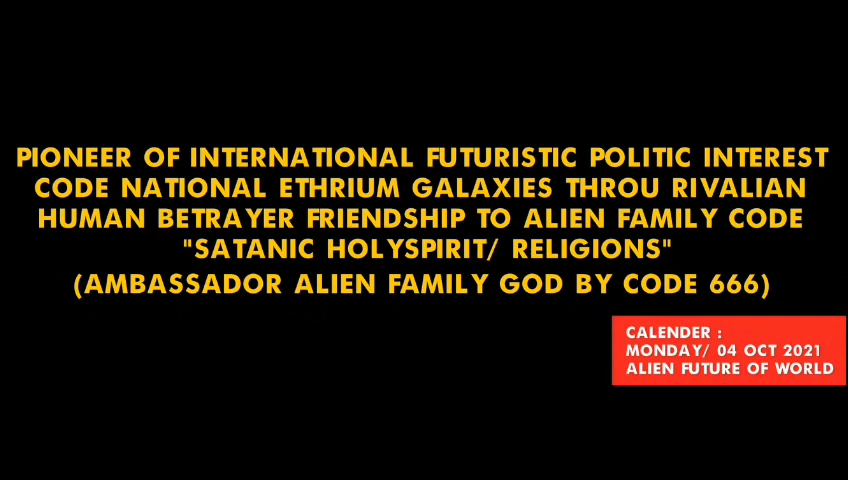 PIONEER OF INTERNATIONAL FUTURISTIC POLITIC INTEREST
CODE NATIONAL ETHRIUM GALAXIES THROU RIVALIAN
HUMAN BETRAYER FRIENDSHIP TO ALIEN FAMILY CODE
"SATANIC HOLYSPIRIT/ RELIGIONS"
(AMBASSADOR ALIEN FAMILY GOD BY CODE 666)
CALENDER :
MONDAY/ 04 OCT 2021
ALIEN FUTURE OF WORLD